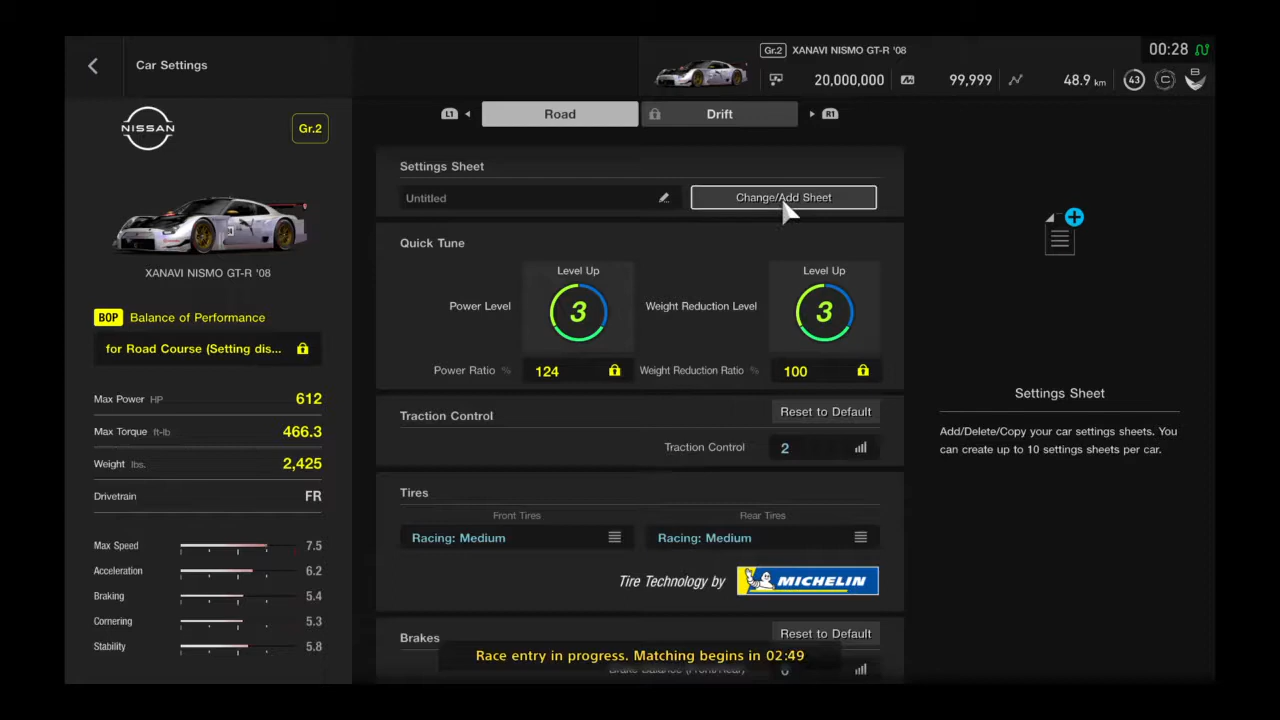 Car Settings
Gr.2 XANAVI NISMO GT-R '08
00:28
20,000,000
99,999
48.9 km
43
C
B
L1 Road Drift R1
NISSAN
Gr.2
XANAVI NISMO GT-R '08
BOP Balance of Performance
for Road Course (Setting dis...
Max Power HP 612
Max Torque ft-lb 466.3
Weight lbs. 2,425
Drivetrain FR
Max Speed 7.5
Acceleration 6.2
Braking 5.4
Cornering 5.3
Stability 5.8
Settings Sheet
Untitled Change/Add Sheet
Quick Tune
Level Up Level Up
Power Level 3 Weight Reduction Level 3
Power Ratio % 124 Weight Reduction Ratio % 100
Traction Control Reset to Default
Traction Control 2
Tires
Front Tires Rear Tires
Racing: Medium Racing: Medium
Tire Technology by MICHELIN
Brakes Reset to Default
Race entry in progress. Matching begins in 02:49
Brake Balance (Front/Rear) 0
Settings Sheet
Add/Delete/Copy your car settings sheets. You
can create up to 10 settings sheets per car.